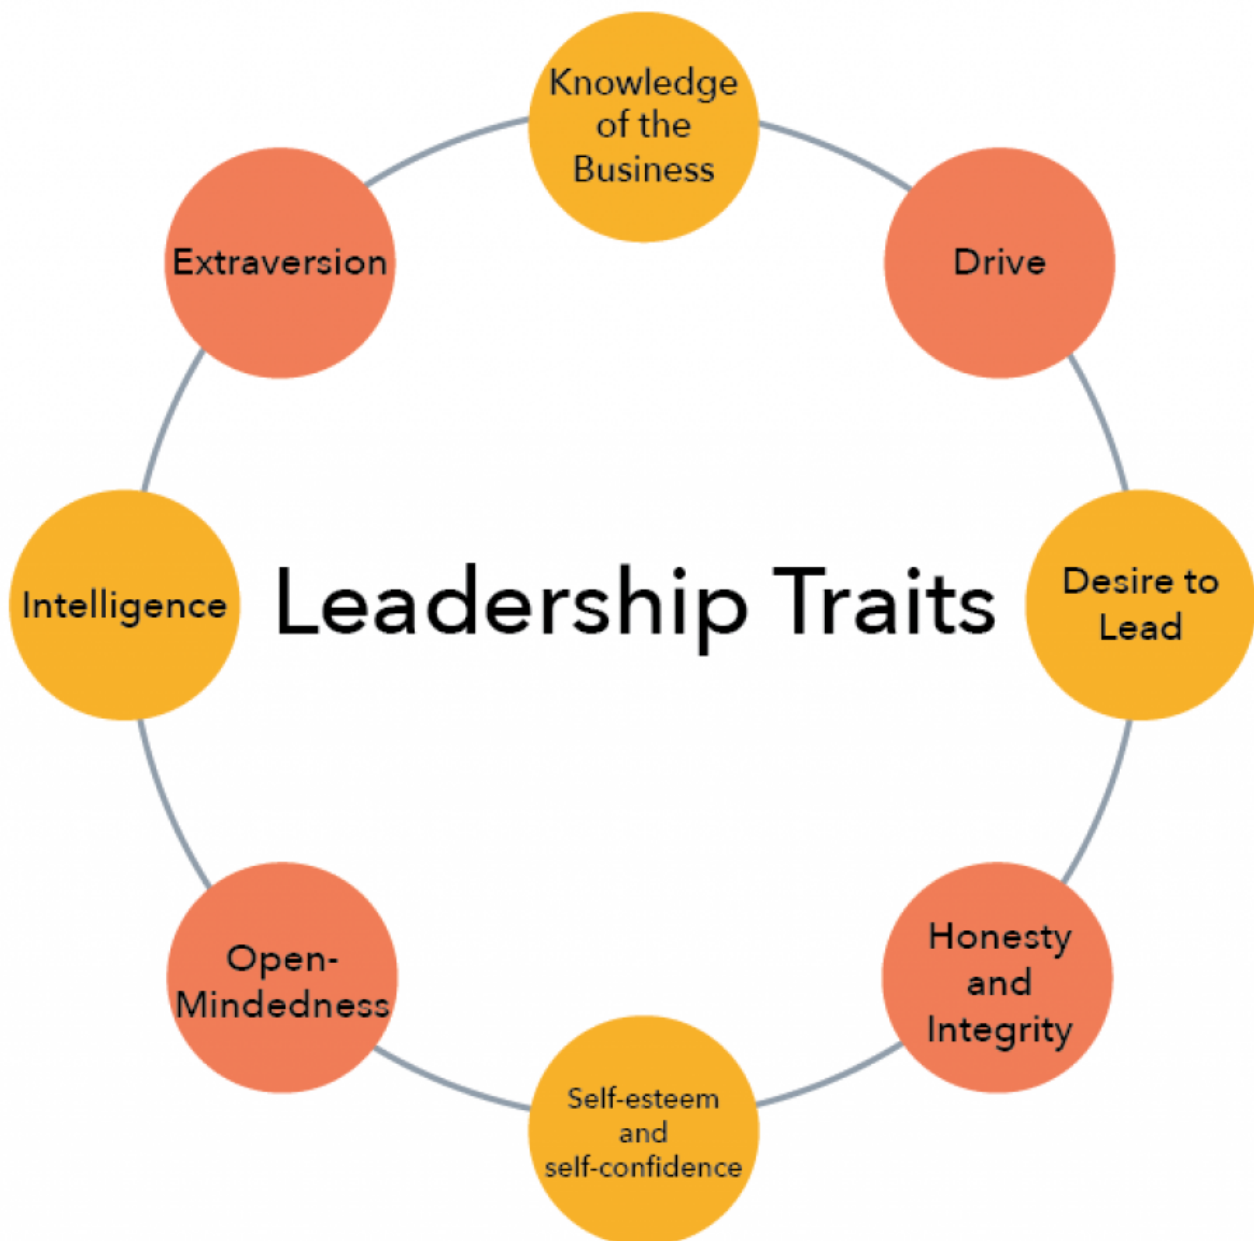 Knowledge
of the
Business
Extraversion
Drive
Intelligence
Leadership Traits
Desire to
Lead
Open-
Mindedness
Honesty
and
Integrity
Self-esteem
and
self-confidence